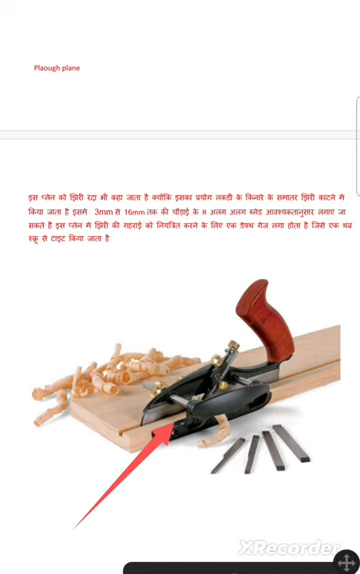 Plaough plane
इस प्लेन को झिरी रंदा भी कहा जाता है क्योंकि इसका प्रयोग लकड़ी के किनारे के समांतर झिरी काटने मे
किया जाता है इसमे 3mm से 16mm तक की चौंडाई के 8 अलग अलग ब्लेड आवश्यकतानुसार लगाए जा
सकते हैं इस प्लेन मे झिरी की गहराई को नियंत्रित करने के लिए एक डेफ्थ गेज लगा होता है जिसे एक थंब
स्क्रू से टाइट किया जाता है
XRecorder